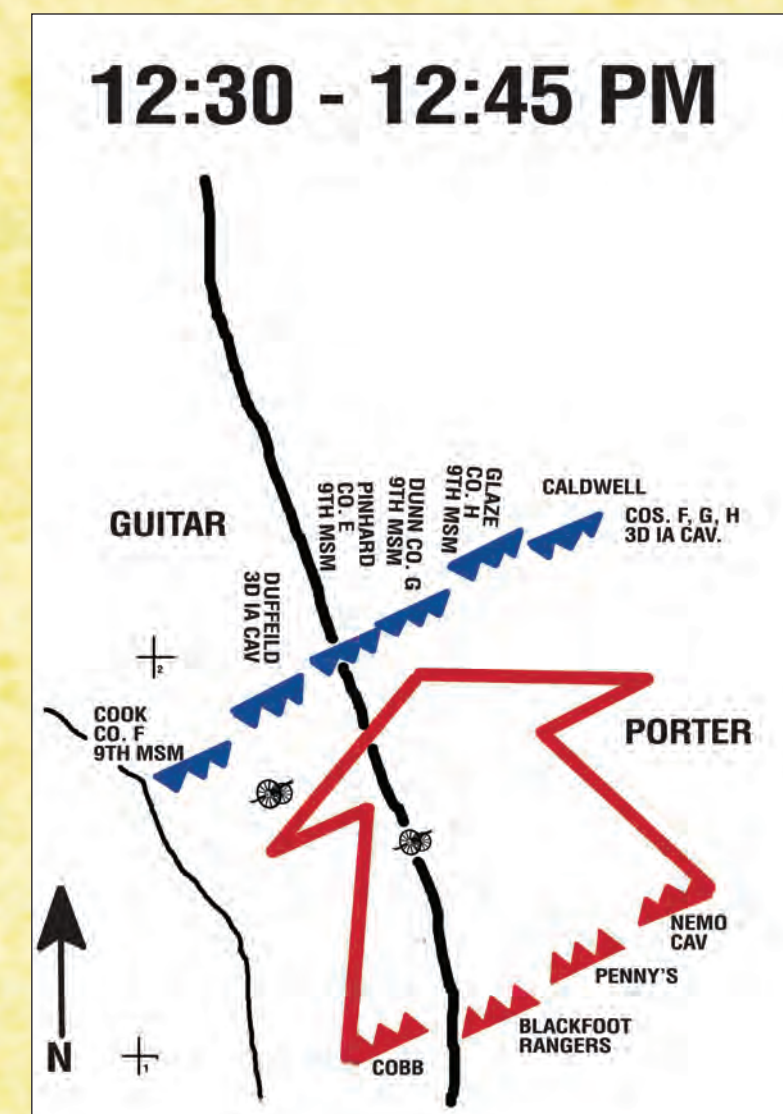 12:30 - 12:45 PM
GUITAR
DUFFEILD
3D IA CAV
PINHARD
CO. E
9TH MSM
DUNN CO. G
9TH MSM
GLAZE
CO. H
9TH MSM
CALDWELL
COS. F, G, H
3D IA CAV.
2
COOK
CO. F
9TH MSM
PORTER
NEMO
CAV
PENNY'S
BLACKFOOT
RANGERS
COBB
N
1